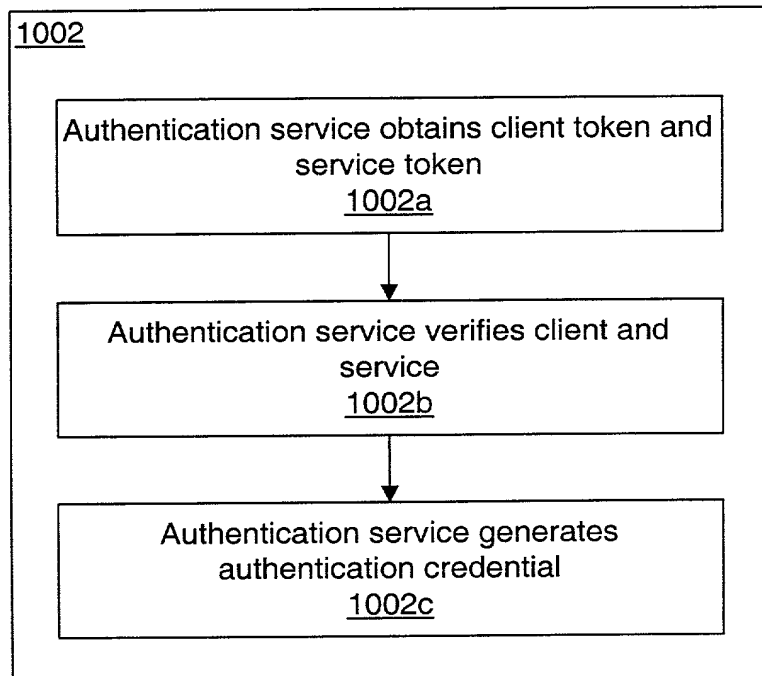 1002
Authentication service obtains client token and
service token
1002a
Authentication service verifies client and
service
1002b
Authentication service generates
authentication credential
1002c